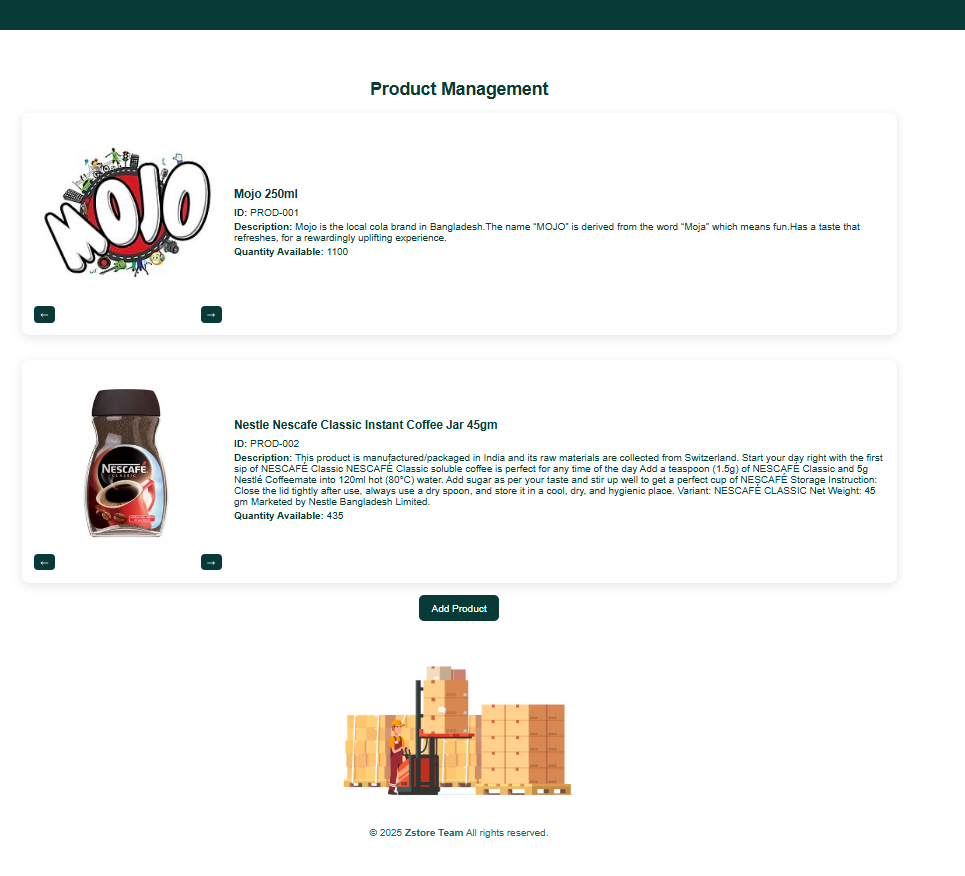 Product Management
MOJO
Mojo 250ml
ID: PROD-001
Description: Mojo is the local cola brand in Bangladesh.The name “MOJO” is derived from the word “Moja” which means fun.Has a taste that
refreshes, for a rewardingly uplifting experience.
Quantity Available: 1100
← →
NESCAFÉ
CLASSIC
Nestle Nescafe Classic Instant Coffee Jar 45gm
ID: PROD-002
Description: This product is manufactured/packaged in India and its raw materials are collected from Switzerland. Start your day right with the first
sip of NESCAFÉ Classic NESCAFÉ Classic soluble coffee is perfect for any time of the day Add a teaspoon (1.5g) of NESCAFÉ Classic and 5g
Nestlé Coffeemate into 120ml hot (80°C) water. Add sugar as per your taste and stir up well to get a perfect cup of NESCAFÉ Storage Instruction:
Close the lid tightly after use, always use a dry spoon, and store it in a cool, dry, and hygienic place. Variant: NESCAFÉ CLASSIC Net Weight: 45
gm Marketed by Nestle Bangladesh Limited.
Quantity Available: 435
← →
Add Product
© 2025 Zstore Team All rights reserved.